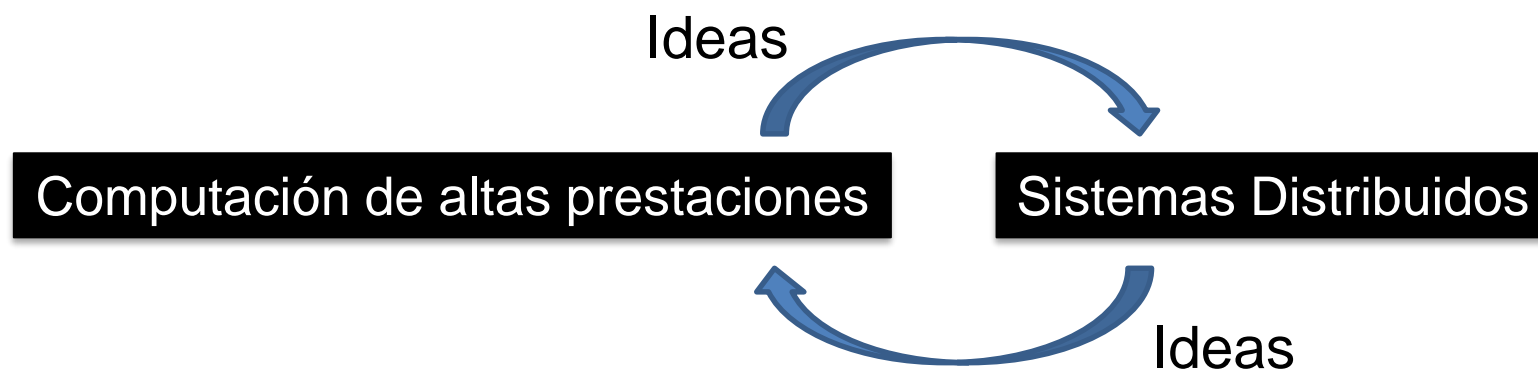 Ideas
Computación de altas prestaciones
Sistemas Distribuidos
Ideas